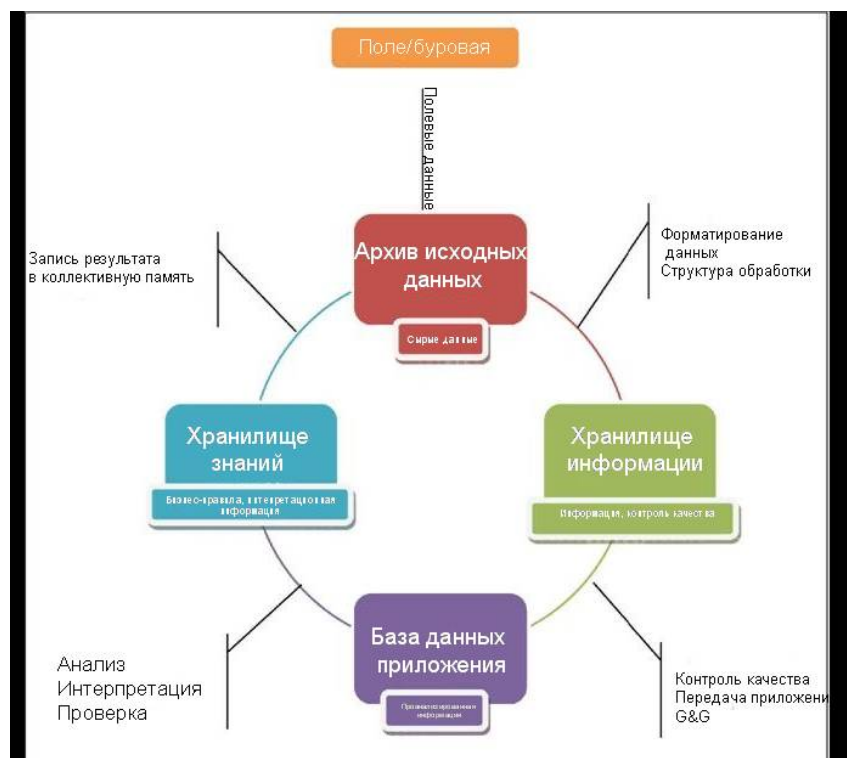 Поле/буровая
Полевые данные
Архив исходных
данных
Сырые данные
Запись результата
в коллективную память
Форматирование
данных
Структура обработки
Хранилище
знаний
Бизнес-правила, интерпретационная
информация
Хранилище
информации
Информация, контроль качества
База данных
приложения
Проанализированная
информация
Анализ
Интерпретация
Проверка
Контроль качества
Передача приложени
G&G